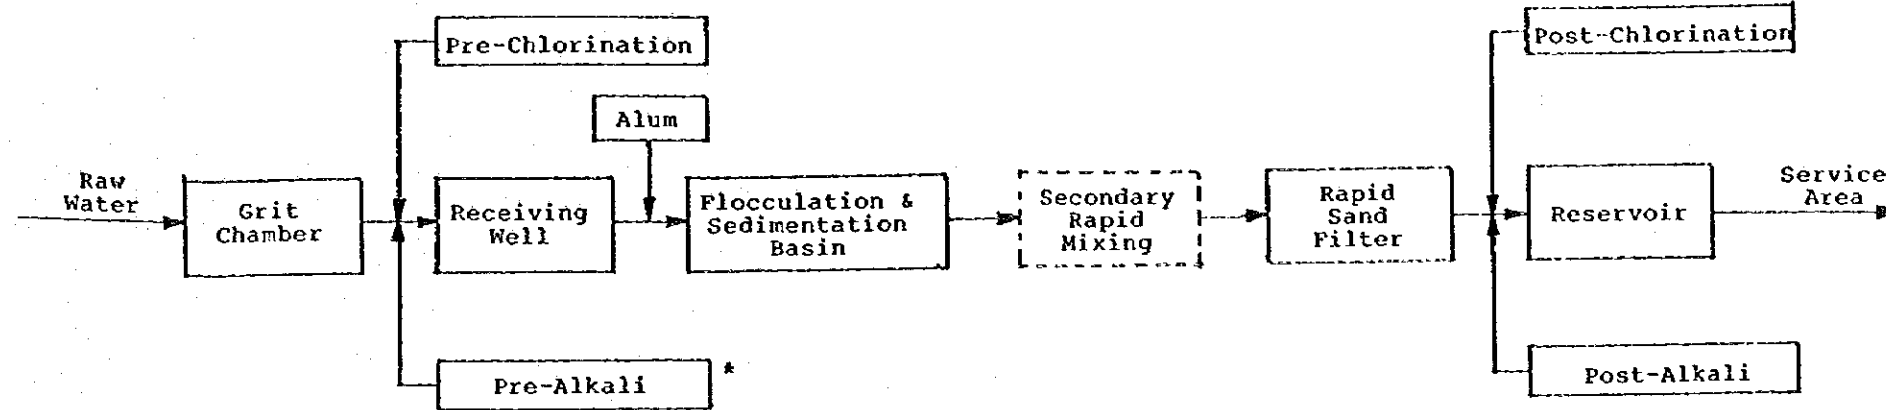 Pre-Chlorination
Post-Chlorination
Alum
Raw
Water
Grit
Chamber
Receiving
Well
Flocculation &
Sedimentation
Basin
Secondary
Rapid
Mixing
Rapid
Sand
Filter
Reservoir
Service
Area
Pre-Alkali *
Post-Alkali